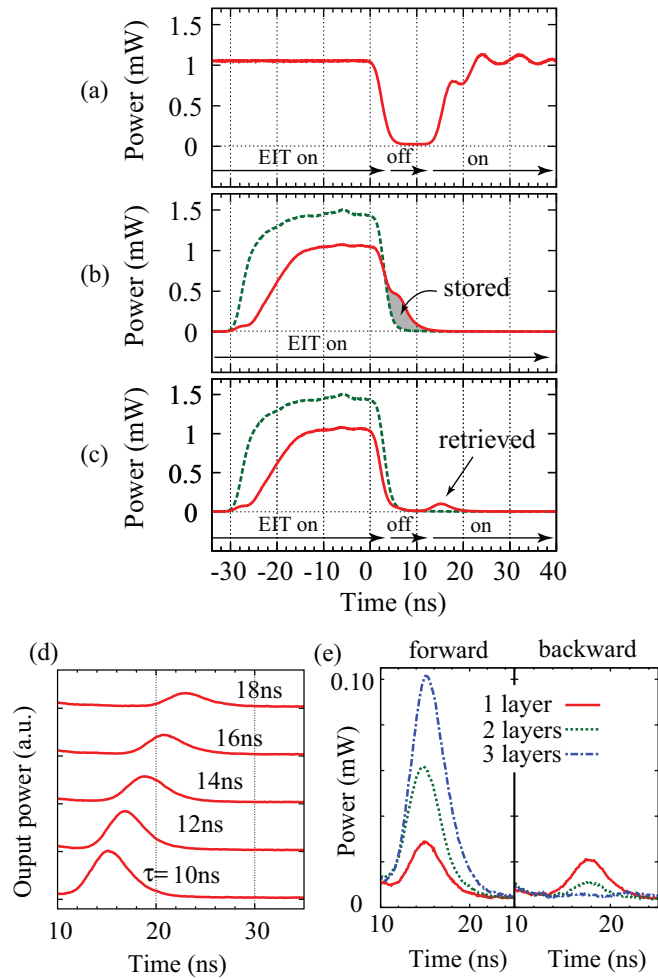 (a)
Power (mW)
1.5
1
0.5
0
EIT on
off
on
(b)
Power (mW)
1.5
1
0.5
0
stored
EIT on
(c)
Power (mW)
1.5
1
0.5
0
retrieved
EIT on
off
on
-30 -20 -10 0 10 20 30 40
Time (ns)
(d)
Ouput power (a.u.)
18ns
16ns
14ns
12ns
τ= 10ns
10 20 30
Time (ns)
(e)
forward backward
0.10
Power (mW)
0
1 layer
2 layers
3 layers
10 20 10 20
Time (ns) Time (ns)